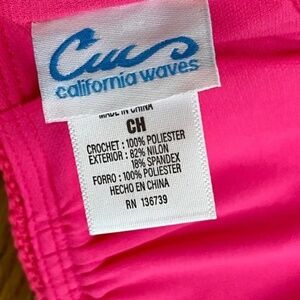 Cwvs
california waves
MADE IN CHINA
CH
CROCHET : 100% POLIESTER
EXTERIOR : 82% NILON
18% SPANDEX
FORRO : 100% POLIESTER
HECHO EN CHINA
RN 136739